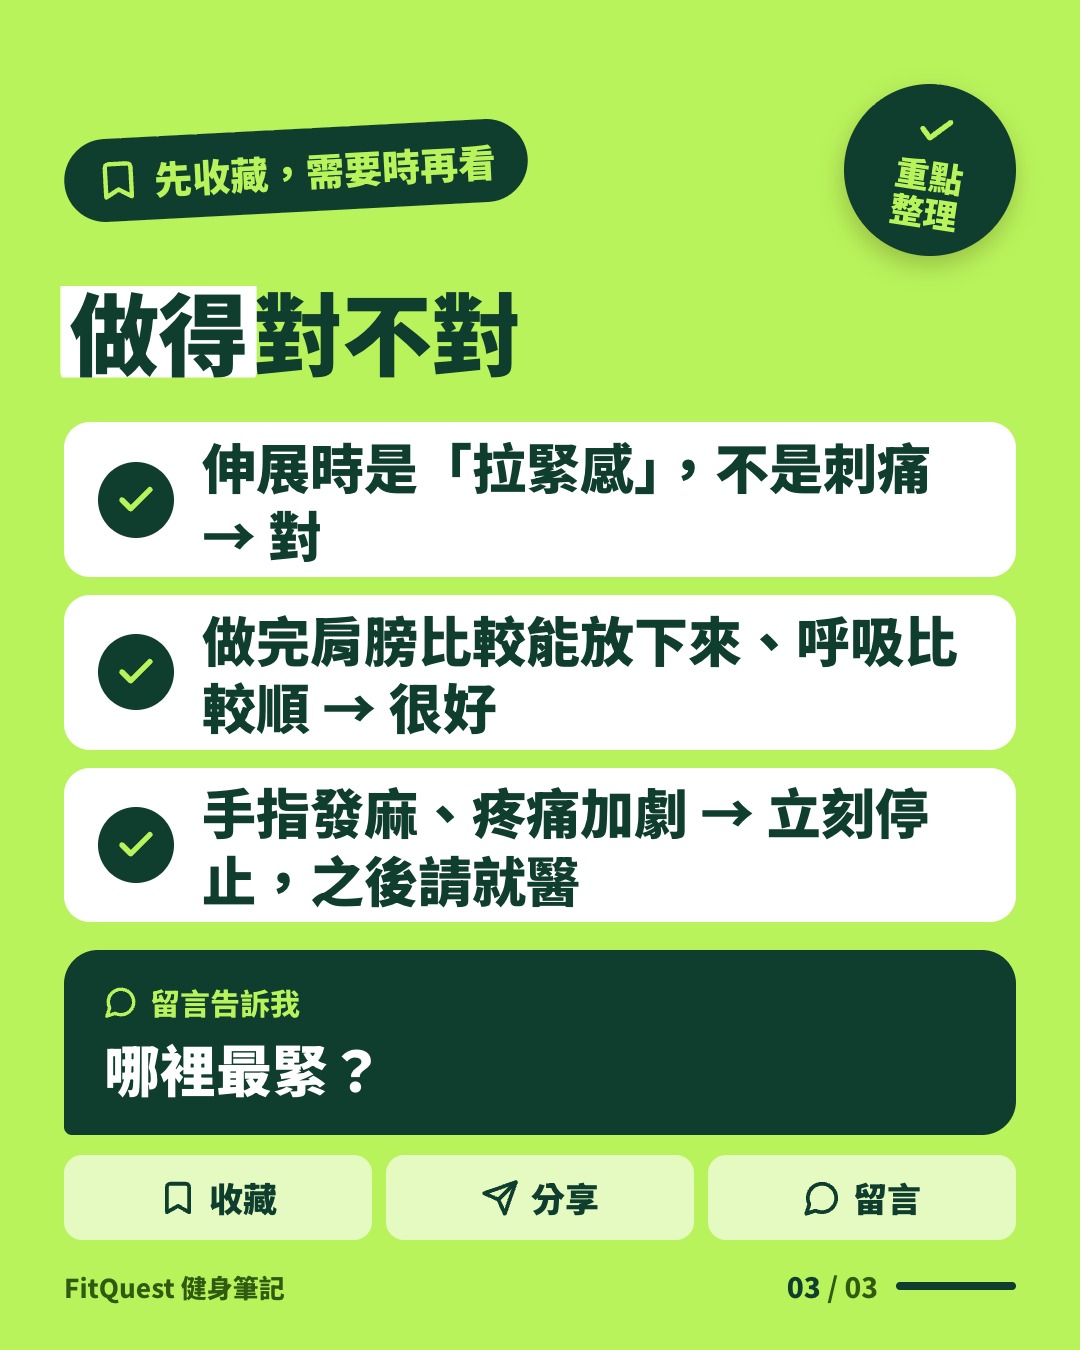 先收藏，需要時再看
重點
整理
做得對不對
伸展時是「拉緊感」，不是刺痛
→ 對
做完肩膀比較能放下來、呼吸比
較順 → 很好
手指發麻、疼痛加劇 → 立刻停
止，之後請就醫
留言告訴我
哪裡最緊？
收藏
分享
留言
FitQuest 健身筆記
03 / 03